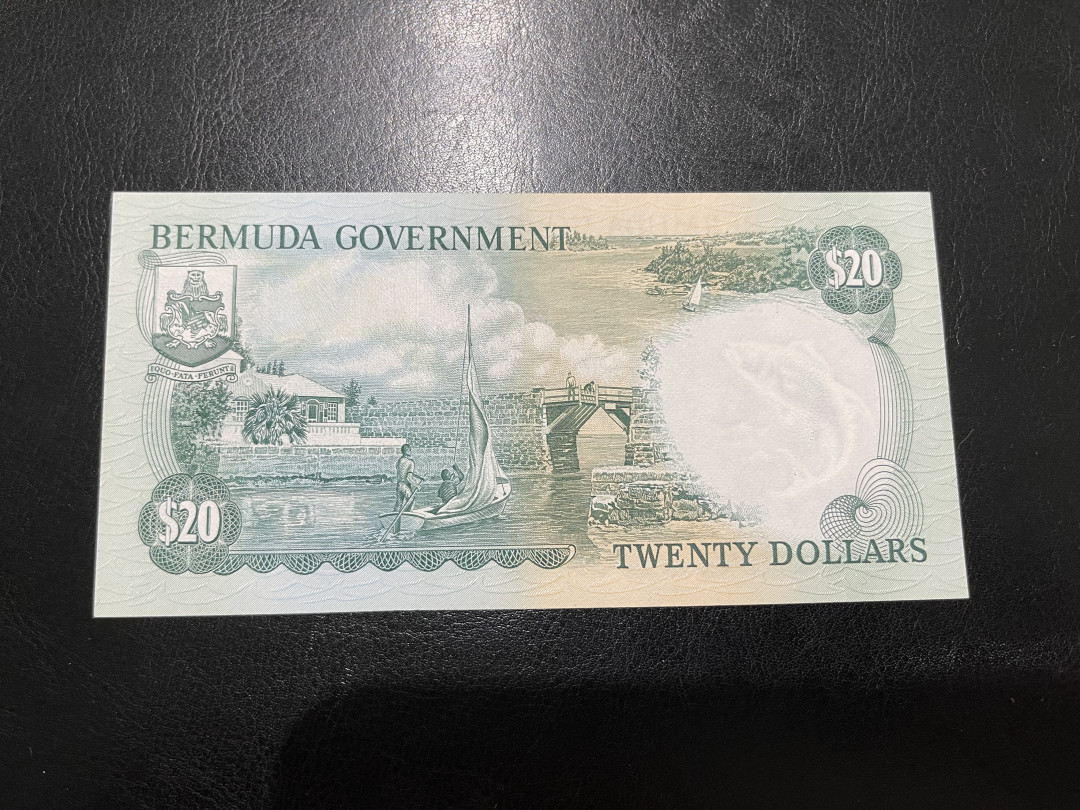 BERMUDA GOVERNMENT
$20
QUO FATA FERUNT
$20
TWENTY DOLLARS